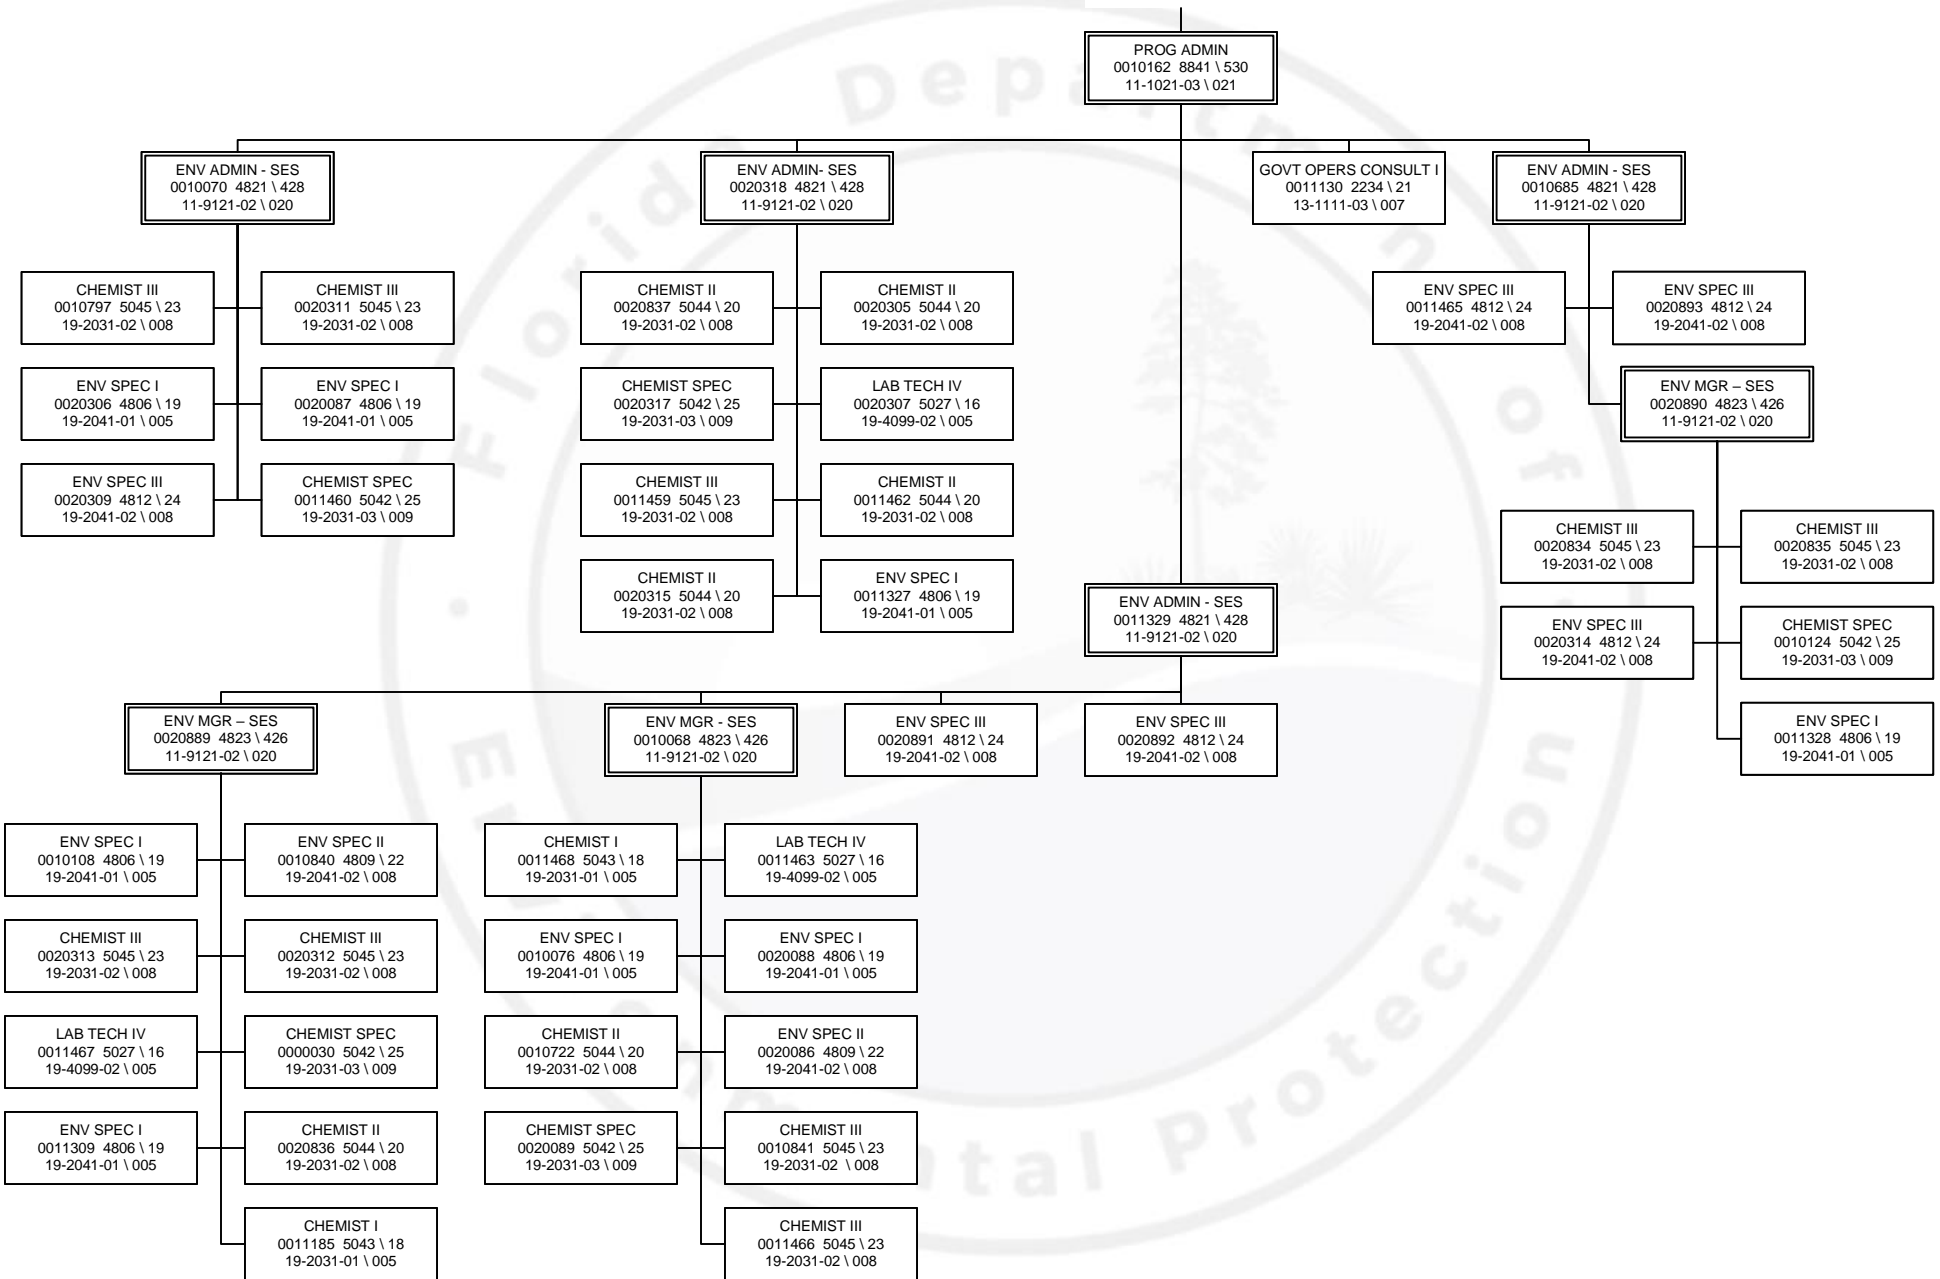 PROG ADMIN
0010162 8841 \ 530
11-1021-03 \ 021
ENV ADMIN - SES
0010070 4821 \ 428
11-9121-02 \ 020
ENV ADMIN- SES
0020318 4821 \ 428
11-9121-02 \ 020
GOVT OPERS CONSULT I
0011130 2234 \ 21
13-1111-03 \ 007
ENV ADMIN - SES
0010685 4821 \ 428
11-9121-02 \ 020
CHEMIST III
0010797 5045 \ 23
19-2031-02 \ 008
CHEMIST III
0020311 5045 \ 23
19-2031-02 \ 008
ENV SPEC I
0020306 4806 \ 19
19-2041-01 \ 005
ENV SPEC I
0020087 4806 \ 19
19-2041-01 \ 005
ENV SPEC III
0020309 4812 \ 24
19-2041-02 \ 008
CHEMIST SPEC
0011460 5042 \ 25
19-2031-03 \ 009
CHEMIST II
0020837 5044 \ 20
19-2031-02 \ 008
CHEMIST II
0020305 5044 \ 20
19-2031-02 \ 008
CHEMIST SPEC
0020317 5042 \ 25
19-2031-03 \ 009
LAB TECH IV
0020307 5027 \ 16
19-4099-02 \ 005
CHEMIST III
0011459 5045 \ 23
19-2031-02 \ 008
CHEMIST II
0011462 5044 \ 20
19-2031-02 \ 008
CHEMIST II
0020315 5044 \ 20
19-2031-02 \ 008
ENV SPEC I
0011327 4806 \ 19
19-2041-01 \ 005
ENV SPEC III
0011465 4812 \ 24
19-2041-02 \ 008
ENV SPEC III
0020893 4812 \ 24
19-2041-02 \ 008
ENV MGR – SES
0020890 4823 \ 426
11-9121-02 \ 020
CHEMIST III
0020834 5045 \ 23
19-2031-02 \ 008
CHEMIST III
0020835 5045 \ 23
19-2031-02 \ 008
ENV SPEC III
0020314 4812 \ 24
19-2041-02 \ 008
CHEMIST SPEC
0010124 5042 \ 25
19-2031-03 \ 009
ENV SPEC I
0011328 4806 \ 19
19-2041-01 \ 005
ENV ADMIN - SES
0011329 4821 \ 428
11-9121-02 \ 020
ENV MGR – SES
0020889 4823 \ 426
11-9121-02 \ 020
ENV MGR - SES
0010068 4823 \ 426
11-9121-02 \ 020
ENV SPEC III
0020891 4812 \ 24
19-2041-02 \ 008
ENV SPEC III
0020892 4812 \ 24
19-2041-02 \ 008
ENV SPEC I
0010108 4806 \ 19
19-2041-01 \ 005
ENV SPEC II
0010840 4809 \ 22
19-2041-02 \ 008
CHEMIST III
0020313 5045 \ 23
19-2031-02 \ 008
CHEMIST III
0020312 5045 \ 23
19-2031-02 \ 008
LAB TECH IV
0011467 5027 \ 16
19-4099-02 \ 005
CHEMIST SPEC
0000030 5042 \ 25
19-2031-03 \ 009
ENV SPEC I
0011309 4806 \ 19
19-2041-01 \ 005
CHEMIST II
0020836 5044 \ 20
19-2031-02 \ 008
CHEMIST I
0011185 5043 \ 18
19-2031-01 \ 005
CHEMIST I
0011468 5043 \ 18
19-2031-01 \ 005
LAB TECH IV
0011463 5027 \ 16
19-4099-02 \ 005
ENV SPEC I
0010076 4806 \ 19
19-2041-01 \ 005
ENV SPEC I
0020088 4806 \ 19
19-2041-01 \ 005
CHEMIST II
0010722 5044 \ 20
19-2031-02 \ 008
ENV SPEC II
0020086 4809 \ 22
19-2041-02 \ 008
CHEMIST SPEC
0020089 5042 \ 25
19-2031-03 \ 009
CHEMIST III
0010841 5045 \ 23
19-2031-02 \ 008
CHEMIST III
0011466 5045 \ 23
19-2031-02 \ 008
Florida Department of
Protection